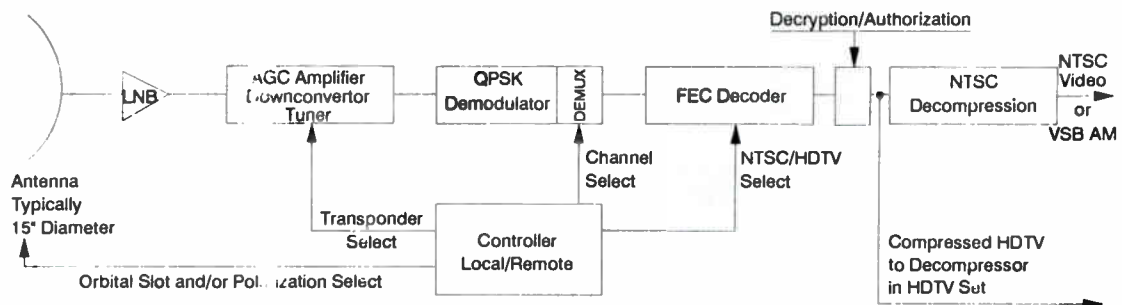 Decryption/Authorization
LNB
AGC Amplifier
Downconvertor
Tuner
QPSK
Demodulator
DEMUX
FEC Decoder
NTSC
Decompression
NTSC
Video
or
VSB AM
Antenna
Typically
15" Diameter
Transponder
Select
Channel
Select
NTSC/HDTV
Select
Controller
Local/Remote
Orbital Slot and/or Polarization Select
Compressed HDTV
to Decompressor
in HDTV Set